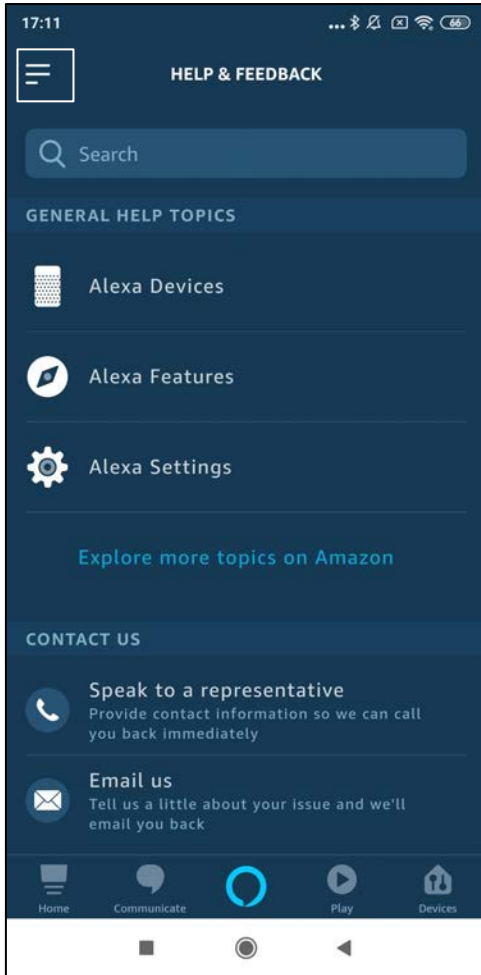 17:11
66
HELP & FEEDBACK
Search
GENERAL HELP TOPICS
Alexa Devices
Alexa Features
Alexa Settings
Explore more topics on Amazon
CONTACT US
Speak to a representative
Provide contact information so we can call
you back immediately
Email us
Tell us a little about your issue and we'll
email you back
Home Communicate Play Devices